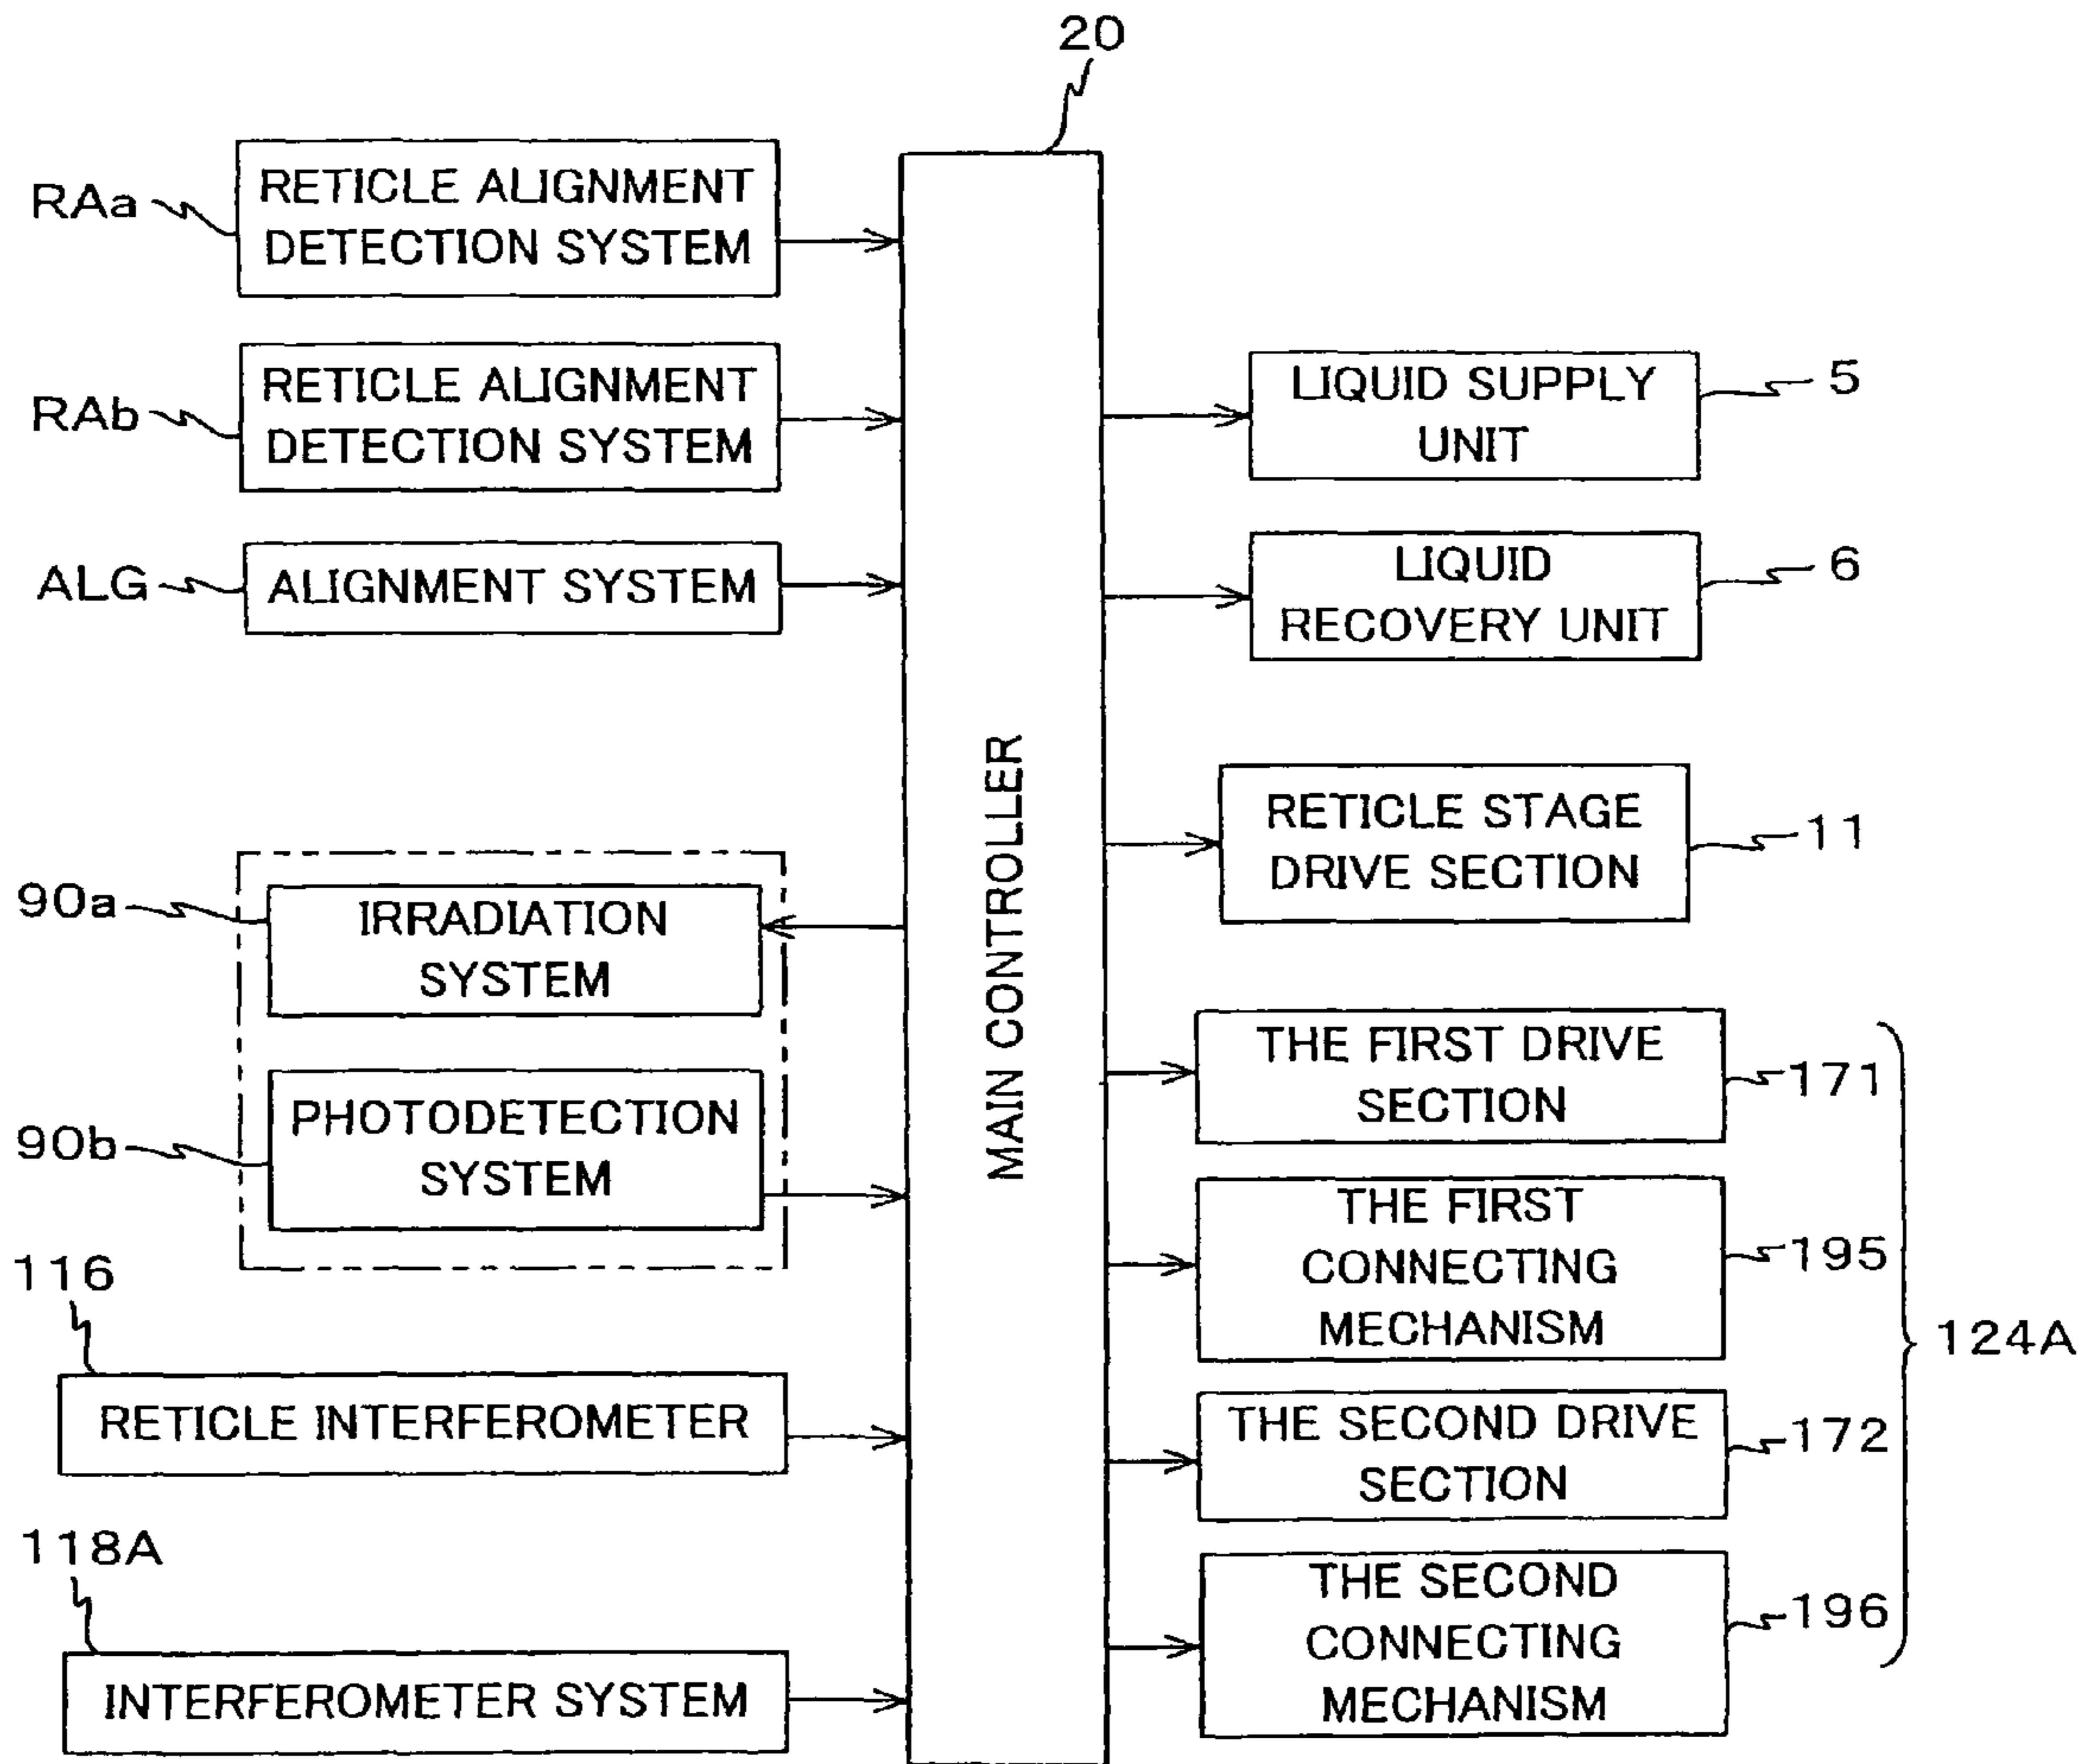 20
RAa
RETICLE ALIGNMENT
DETECTION SYSTEM
RAb
RETICLE ALIGNMENT
DETECTION SYSTEM
ALG
ALIGNMENT SYSTEM
90a
IRRADIATION
SYSTEM
90b
PHOTODETECTION
SYSTEM
116
RETICLE INTERFEROMETER
118A
INTERFEROMETER SYSTEM
MAIN CONTROLLER
LIQUID SUPPLY
UNIT
5
LIQUID
RECOVERY UNIT
6
RETICLE STAGE
DRIVE SECTION
11
THE FIRST DRIVE
SECTION
171
THE FIRST
CONNECTING
MECHANISM
195
THE SECOND DRIVE
SECTION
172
THE SECOND
CONNECTING
MECHANISM
196
124A